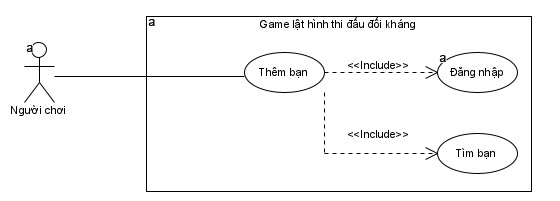 a
Game lật hình thi đấu đối kháng
a
Người chơi
Thêm bạn
<<Include>>
a
Đăng nhập
<<Include>>
Tìm bạn